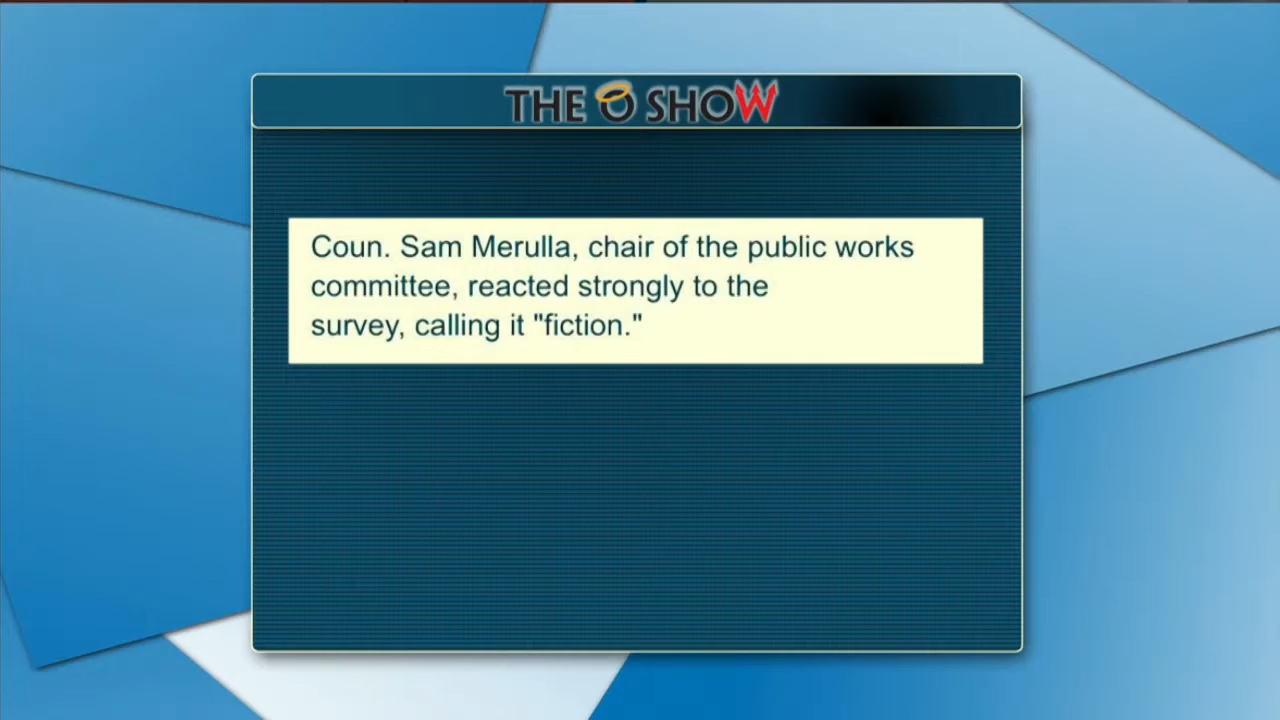 THE O SHOW
Coun. Sam Merulla, chair of the public works
committee, reacted strongly to the
survey, calling it "fiction."